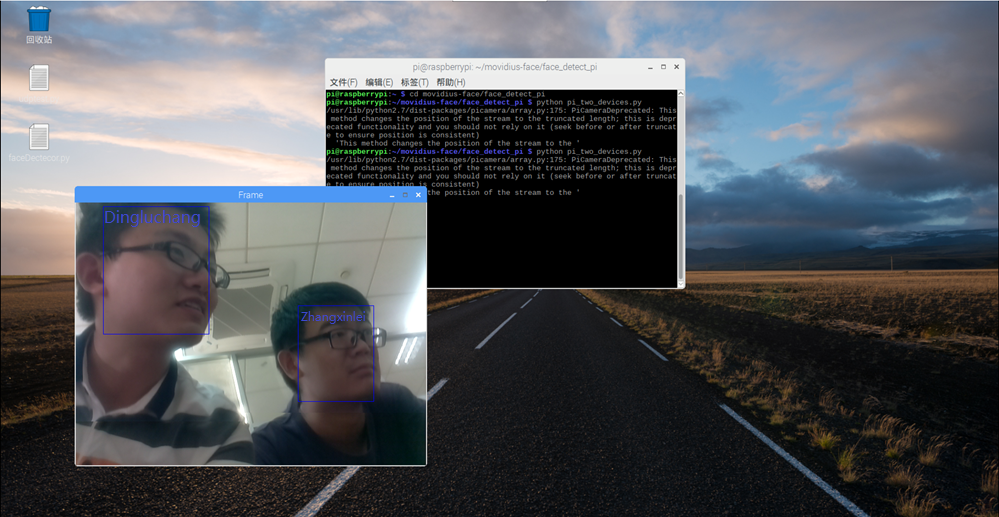 回收站
faceDectecor.py
pi@raspberrypi: ~/movidius-face/face_detect_pi
文件(F) 编辑(E) 标签(T) 帮助(H)
pi@raspberrypi:~ $ cd movidius-face/face_detect_pi
pi@raspberrypi:~/movidius-face/face_detect_pi $ python pi_two_devices.py
/usr/lib/python2.7/dist-packages/picamera/array.py:175: PiCameraDeprecated: This
method changes the position of the stream to the truncated length; this is depr
ecated functionality and you should not rely on it (seek before or after truncat
e to ensure position is consistent)
'This method changes the position of the stream to the '
pi@raspberrypi:~/movidius-face/face_detect_pi $ python pi_two_devices.py
/usr/lib/python2.7/dist-packages/picamera/array.py:175: PiCameraDeprecated: This
method changes the position of the stream to the truncated length; this is depr
ecated functionality and you should not rely on it (seek before or after truncat
e to ensure position is consistent)
the position of the stream to the '
Frame
Dingluchang
Zhangxinlei